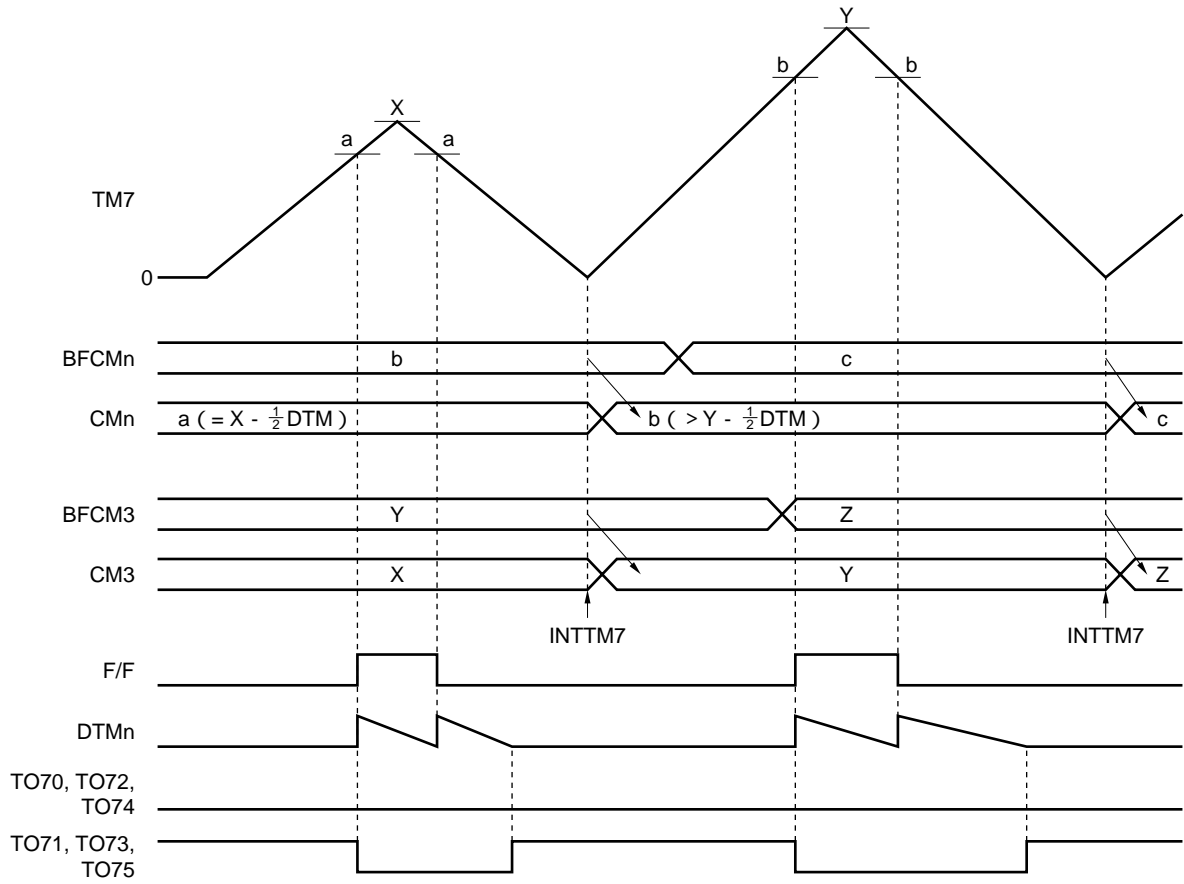 Y
b b
X
a a
TM7
0
BFCMn b c
CMn a ( = X - 1/2 DTM ) b ( > Y - 1/2 DTM ) c
BFCM3 Y Z
CM3 X Y Z
INTTM7 INTTM7
F/F
DTMn
TO70, TO72,
TO74
TO71, TO73,
TO75